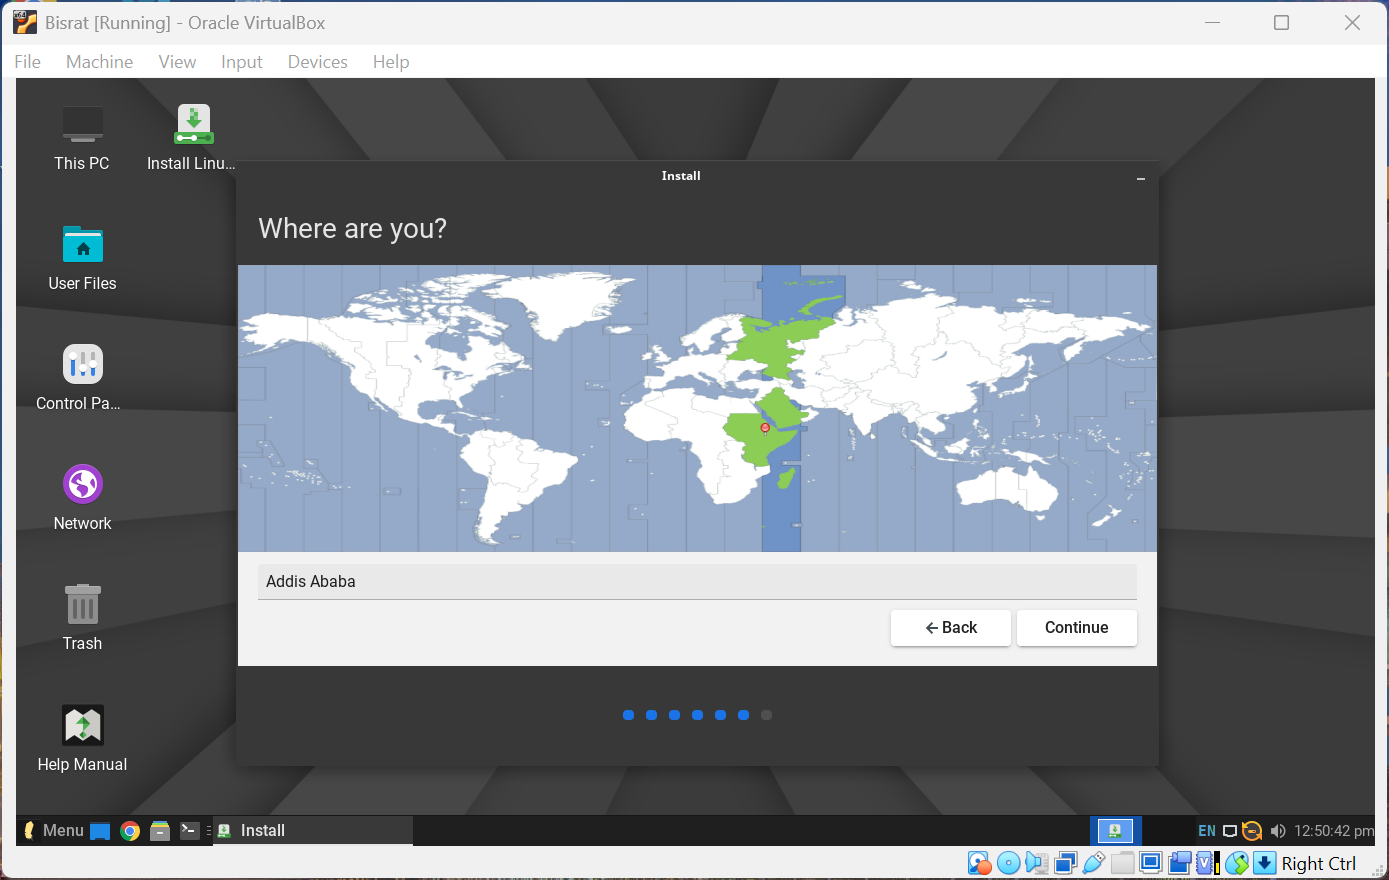 Bisrat [Running] - Oracle VirtualBox
File Machine View Input Devices Help
This PC
Install Linu...
User Files
Control Pa...
Network
Trash
Help Manual
Install
Where are you?
Addis Ababa
Back
Continue
Menu
Install
EN
12:50:42 pm
Right Ctrl